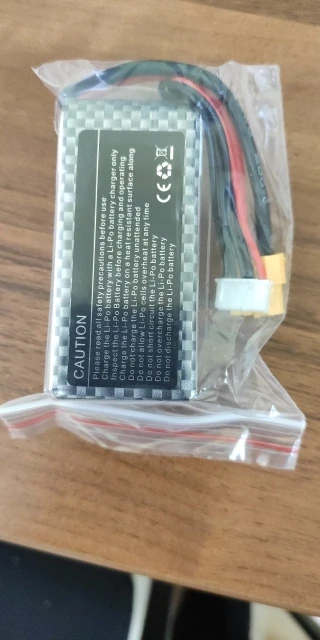 CAUTION
Please read all safety precautions before use
Charge the Li-Po battery with a Li-Po battery charger only
Inspect the Li-Po Battery before charging and operating
Charge the Li-Po battery on a heat resistant surface along
Do not charge the Li-Po battery unattended
Do not allow Li-Po cells overheat at any time
Do not short circuit the Li-Po battery
Do not overcharge the Li-Po battery
Do not discharge the Li-Po battery
CE